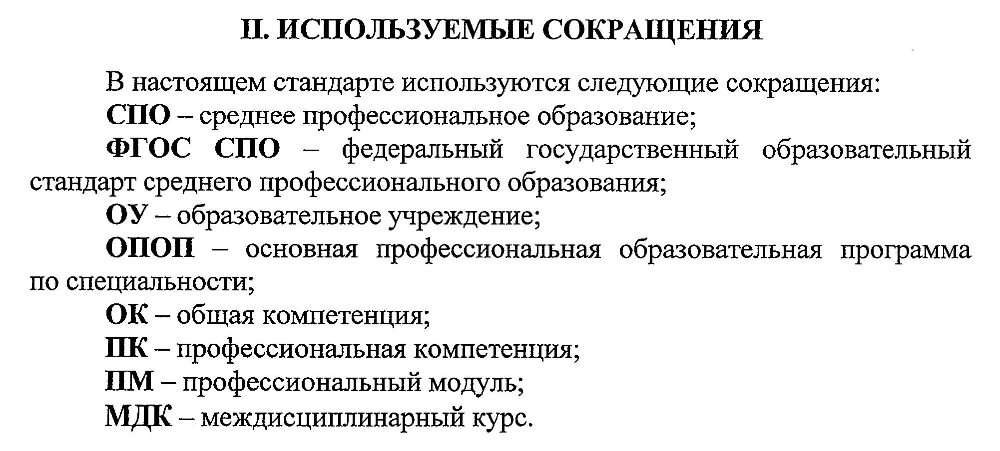 II. ИСПОЛЬЗУЕМЫЕ СОКРАЩЕНИЯ
В настоящем стандарте используются следующие сокращения:
СПО – среднее профессиональное образование;
ФГОС СПО – федеральный государственный образовательный
стандарт среднего профессионального образования;
ОУ – образовательное учреждение;
ОПОП – основная профессиональная образовательная программа
по специальности;
ОК – общая компетенция;
ПК – профессиональная компетенция;
ПМ – профессиональный модуль;
МДК – междисциплинарный курс.